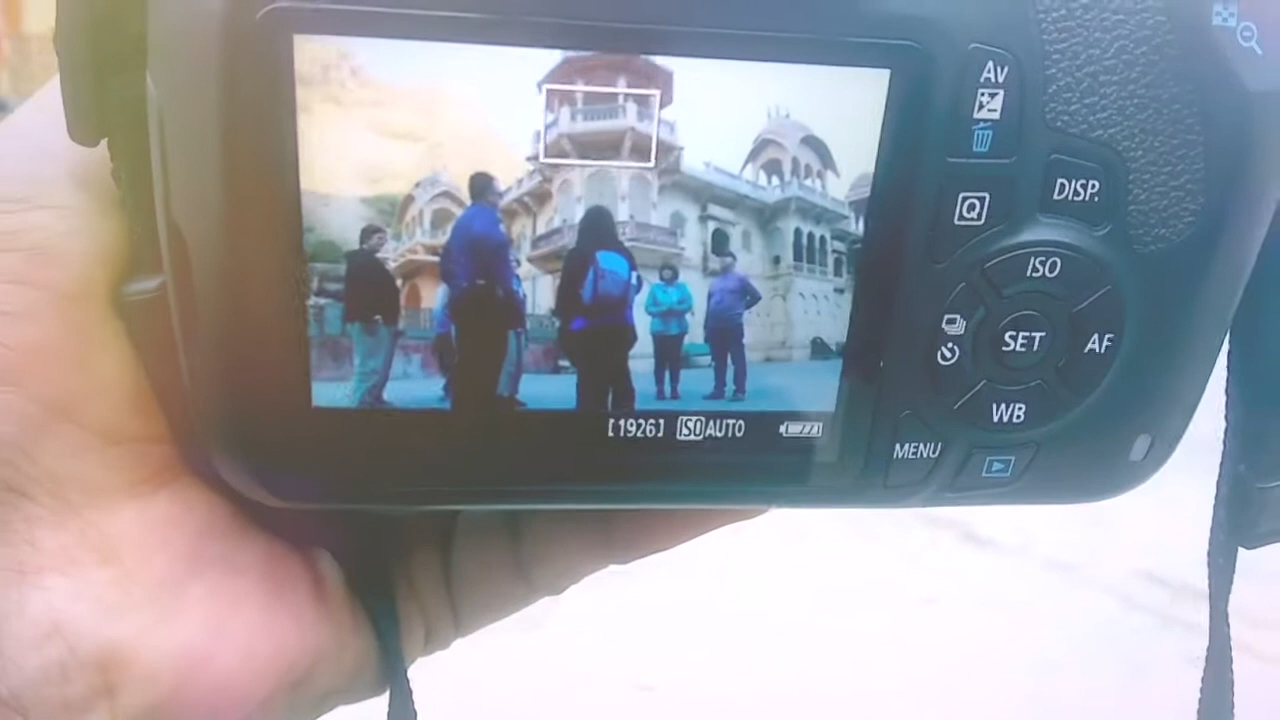 Av
DISP.
Q
ISO
SET
AF
WB
MENU
[1926] ISO AUTO